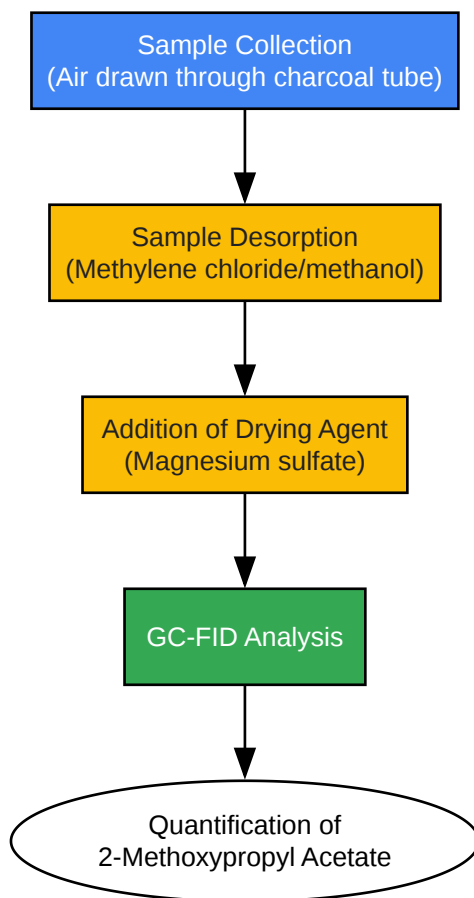 Sample Collection
(Air drawn through charcoal tube)
Sample Desorption
(Methylene chloride/methanol)
Addition of Drying Agent
(Magnesium sulfate)
GC-FID Analysis
Quantification of
2-Methoxypropyl Acetate